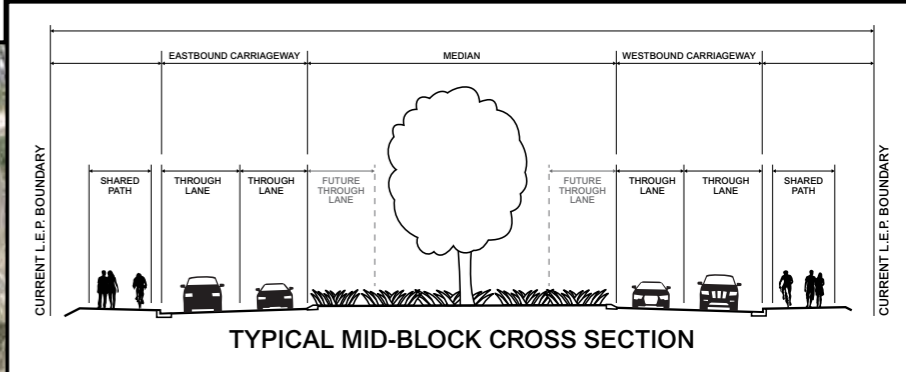 EASTBOUND CARRIAGEWAY
MEDIAN
WESTBOUND CARRIAGEWAY
CURRENT L.E.P. BOUNDARY
SHARED
PATH
THROUGH
LANE
THROUGH
LANE
FUTURE
THROUGH
LANE
FUTURE
THROUGH
LANE
THROUGH
LANE
THROUGH
LANE
SHARED
PATH
CURRENT L.E.P. BOUNDARY
TYPICAL MID-BLOCK CROSS SECTION